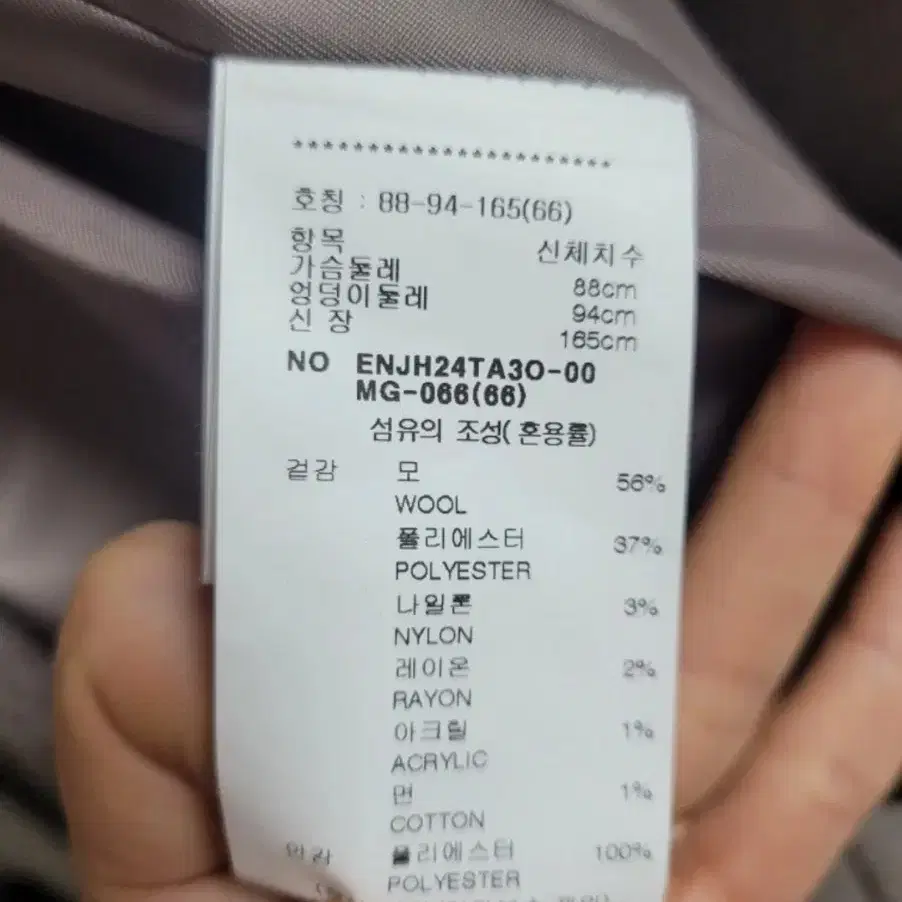 **********************
호칭 : 88-94-165(66)
항목 신체치수
가슴둘레 88cm
엉덩이둘레 94cm
신 장 165cm
NO ENJH24TA3O-00
MG-066(66)
섬유의 조성( 혼용률)
겉감 모 56%
WOOL
폴리에스터 37%
POLYESTER
나일론 3%
NYLON
레이온 2%
RAYON
아크릴 1%
ACRYLIC
면 1%
COTTON
안감 폴리에스터 100%
POLYESTER